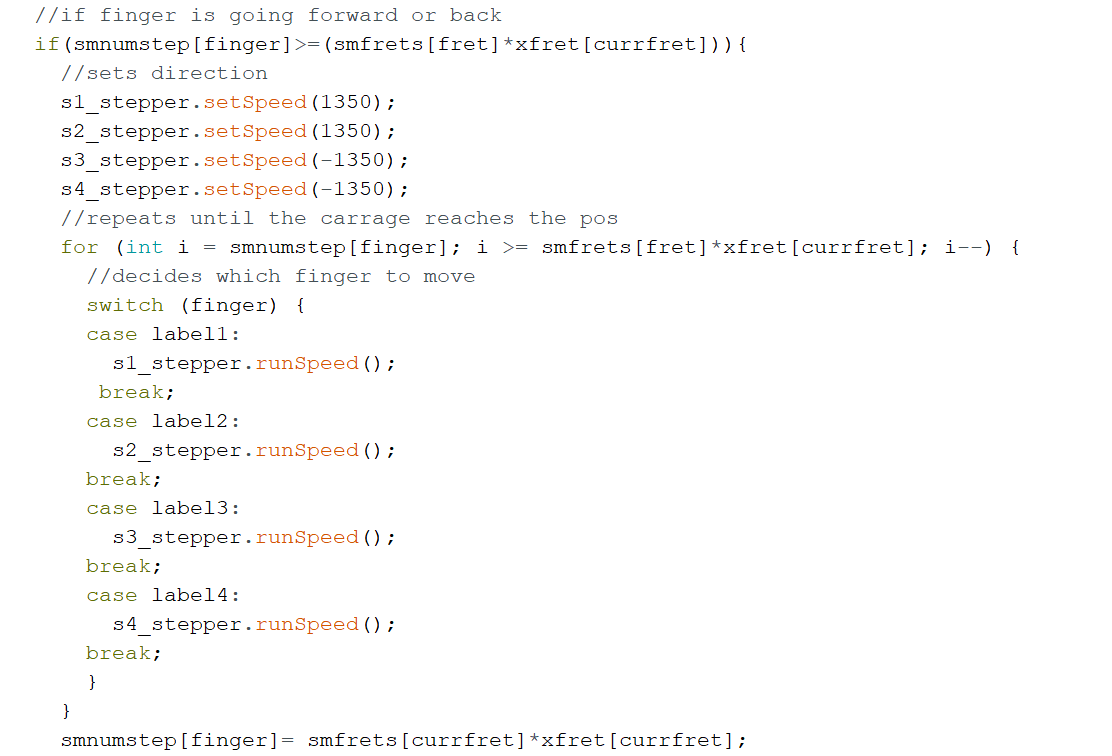 //if finger is going forward or back
if(smnumstep[finger]>=(smfrets[fret]*xfret[currfret])){
//sets direction
s1_stepper.setSpeed(1350);
s2_stepper.setSpeed(1350);
s3_stepper.setSpeed(-1350);
s4_stepper.setSpeed(-1350);
//repeats until the carrage reaches the pos
for (int i = smnumstep[finger]; i >= smfrets[fret]*xfret[currfret]; i--) {
//decides which finger to move
switch (finger) {
case label1:
s1_stepper.runSpeed();
break;
case label2:
s2_stepper.runSpeed();
break;
case label3:
s3_stepper.runSpeed();
break;
case label4:
s4_stepper.runSpeed();
break;
}
}
smnumstep[finger]= smfrets[currfret]*xfret[currfret];